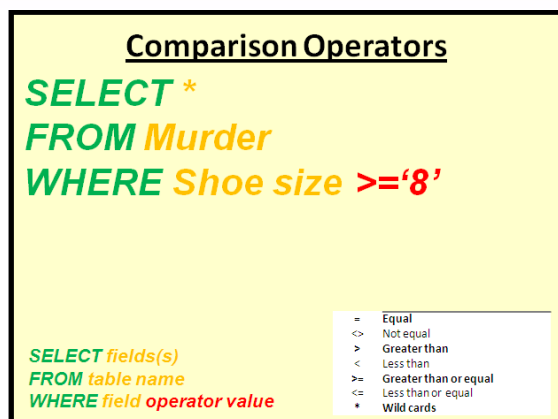 Comparison Operators
SELECT *
FROM Murder
WHERE Shoe size >=‘8’
= Equal
<> Not equal
> Greater than
< Less than
>= Greater than or equal
<= Less than or equal
* Wild cards
SELECT fields(s)
FROM table name
WHERE field operator value